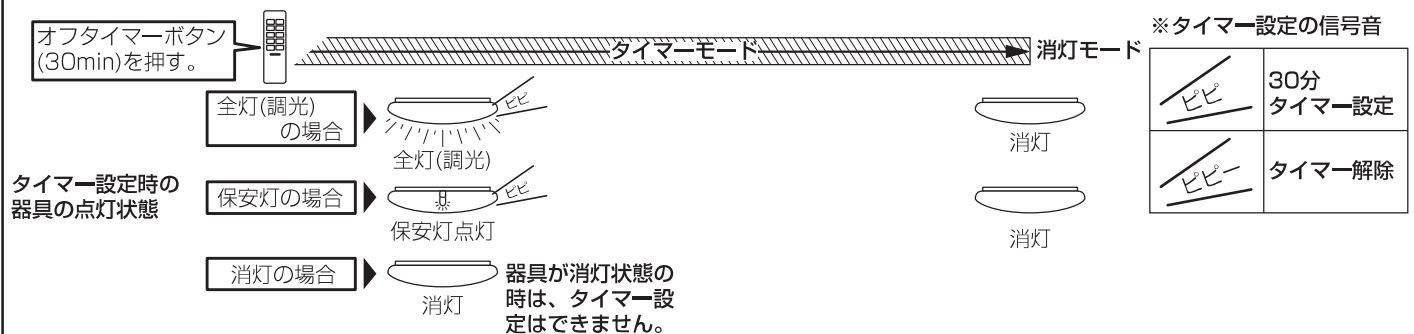 オフタイマーボタン
(30min)を押す。
タイマーモード
消灯モード
※タイマー設定の信号音
ピピ
30分
タイマー設定
ピピー
タイマー解除
タイマー設定時の
器具の点灯状態
全灯(調光)
の場合
ピピ
全灯(調光)
消灯
保安灯の場合
ピピ
保安灯点灯
消灯
消灯の場合
消灯
器具が消灯状態の
時は、タイマー設
定はできません。